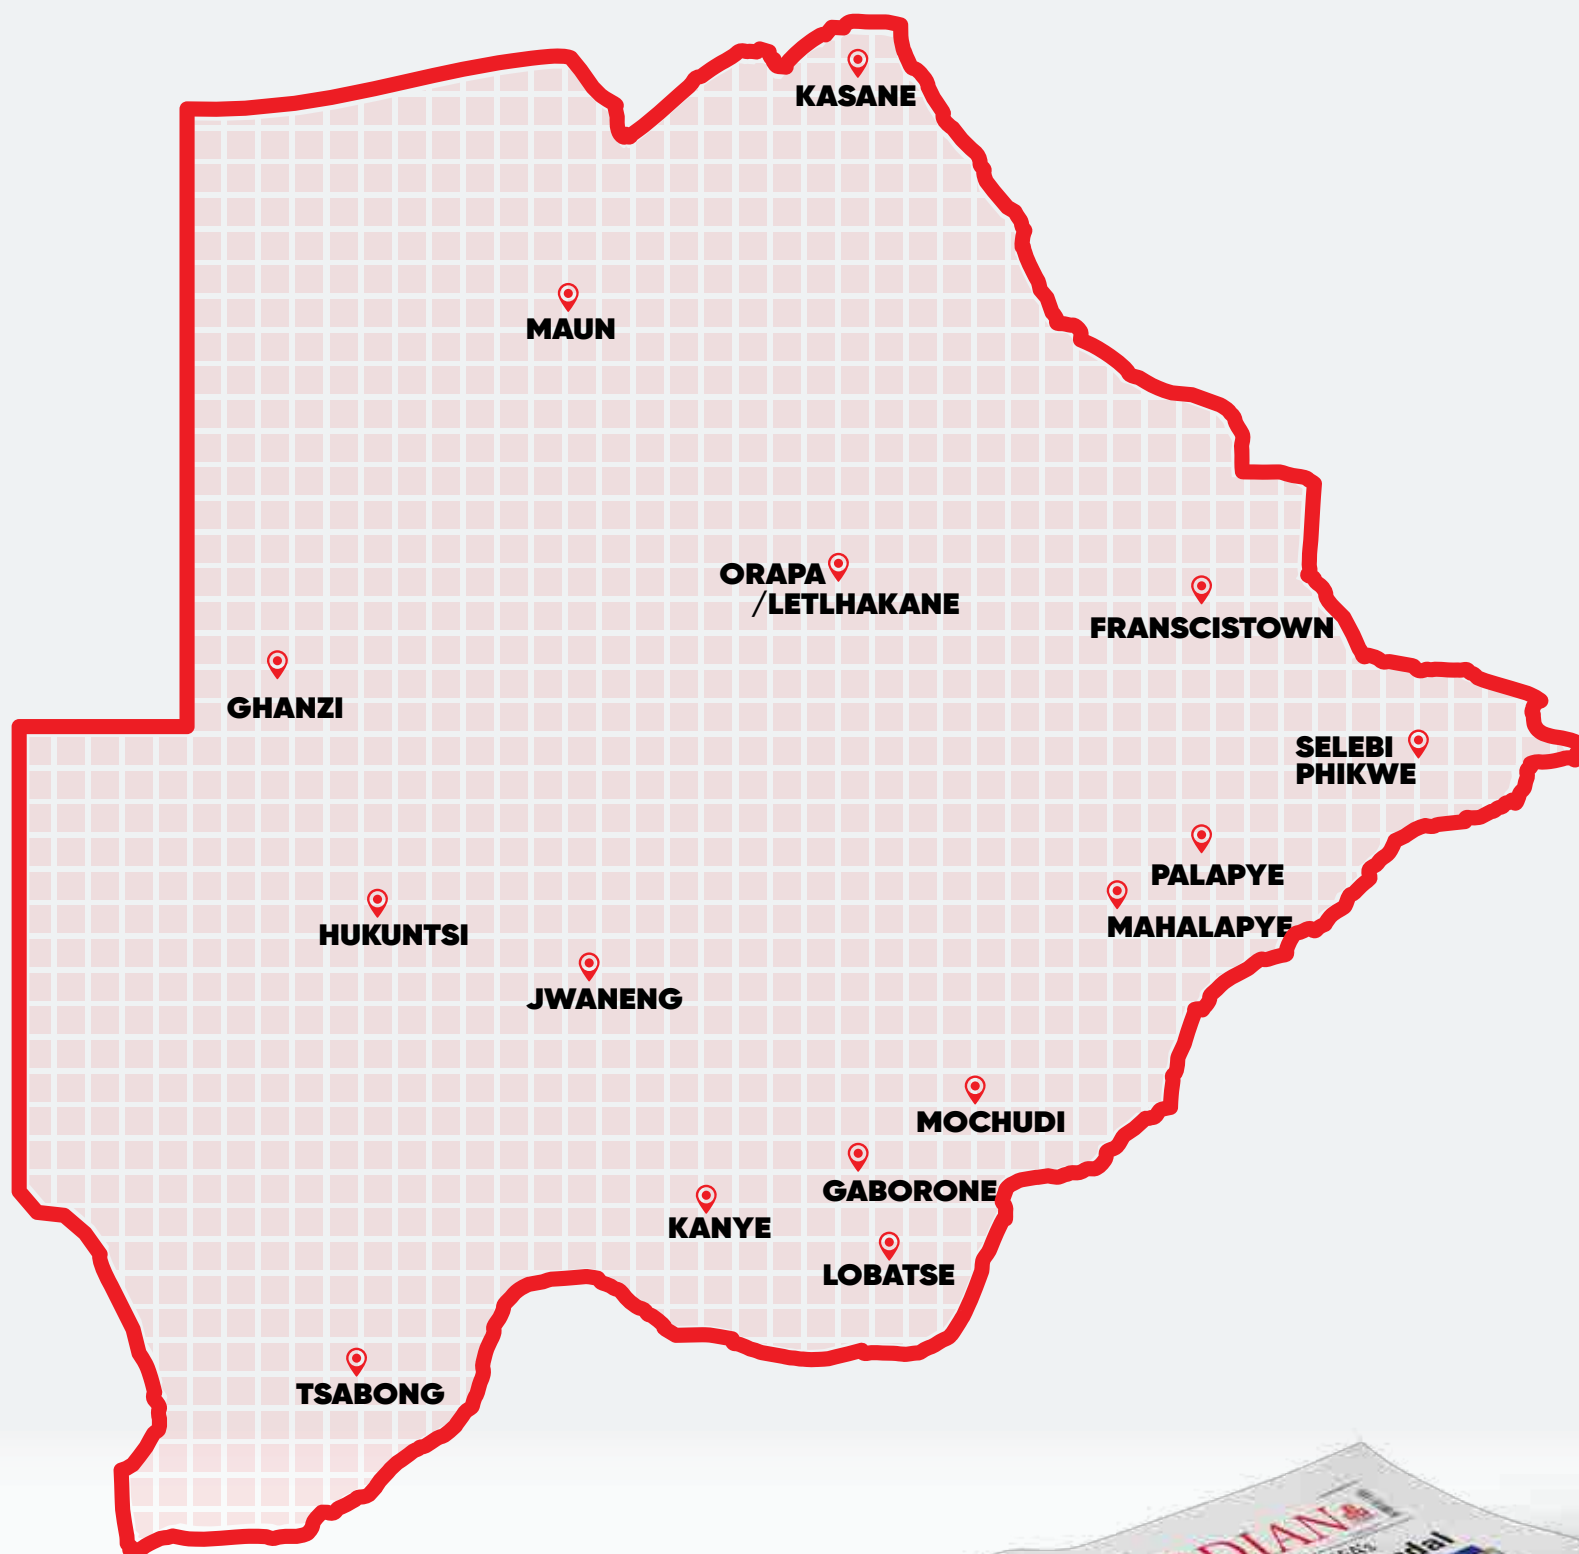 KASANE
MAUN
ORAPA
/LETLHAKANE
FRANSCISTOWN
GHANZI
SELEBI
PHIKWE
PALAPYE
MAHALAPYE
HUKUNTSI
JWANENG
MOCHUDI
GABORONE
KANYE
LOBATSE
TSABONG